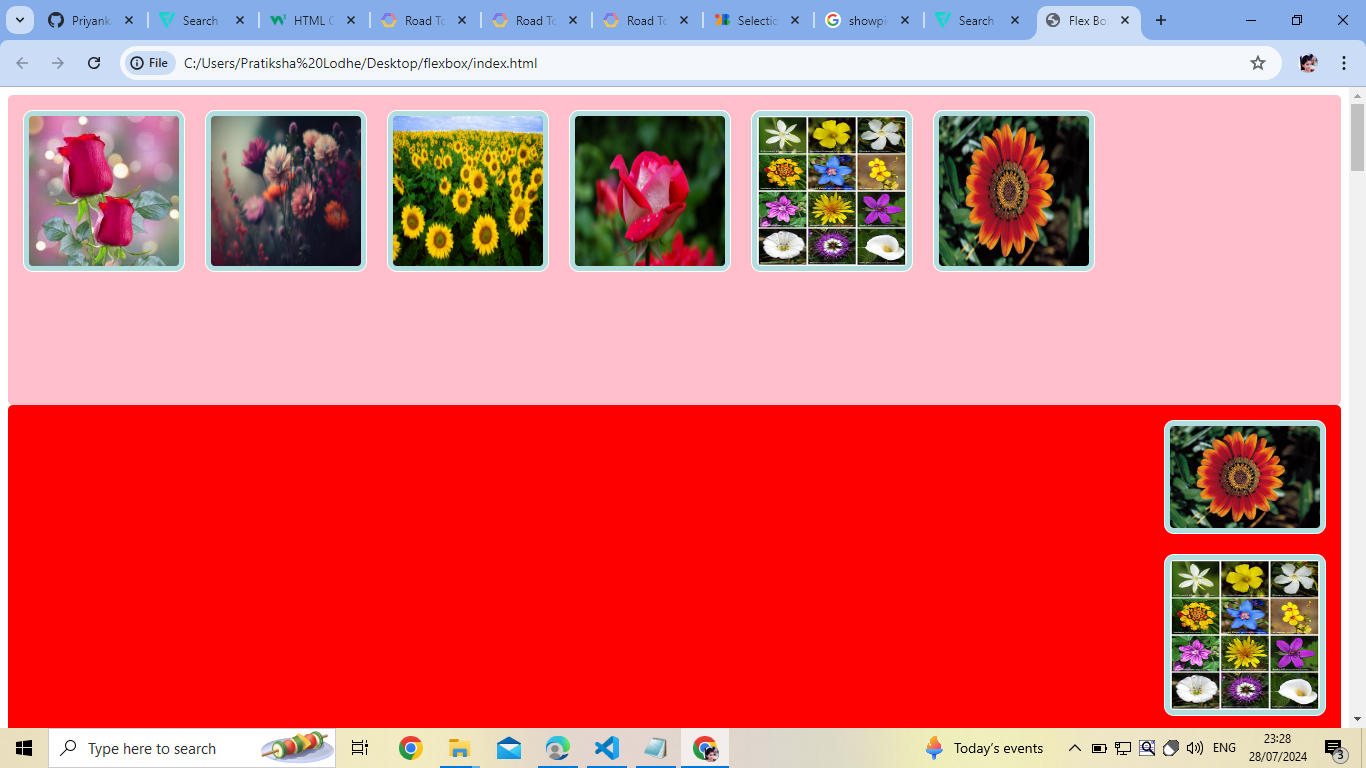 Priyank
Search
HTML C
Road To
Road To
Road To
Selectio
showpi
Search
Flex Bo
File
C:/Users/Pratiksha%20Lodhe/Desktop/flexbox/index.html
Type here to search
Today's events
ENG
23:28
28/07/2024
3